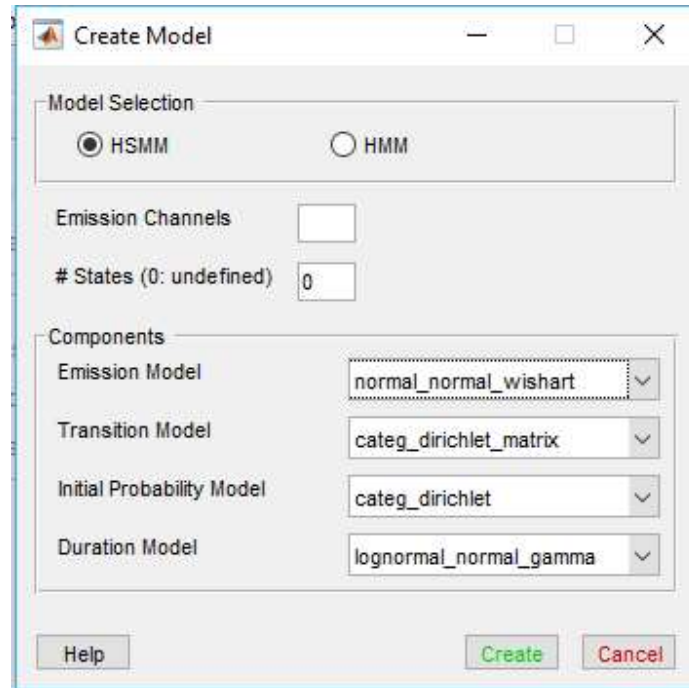 Create Model
Model Selection
HSMM HMM
Emission Channels
# States (0: undefined) 0
Components
Emission Model normal_normal_wishart
Transition Model categ_dirichlet_matrix
Initial Probability Model categ_dirichlet
Duration Model lognormal_normal_gamma
Help Create Cancel